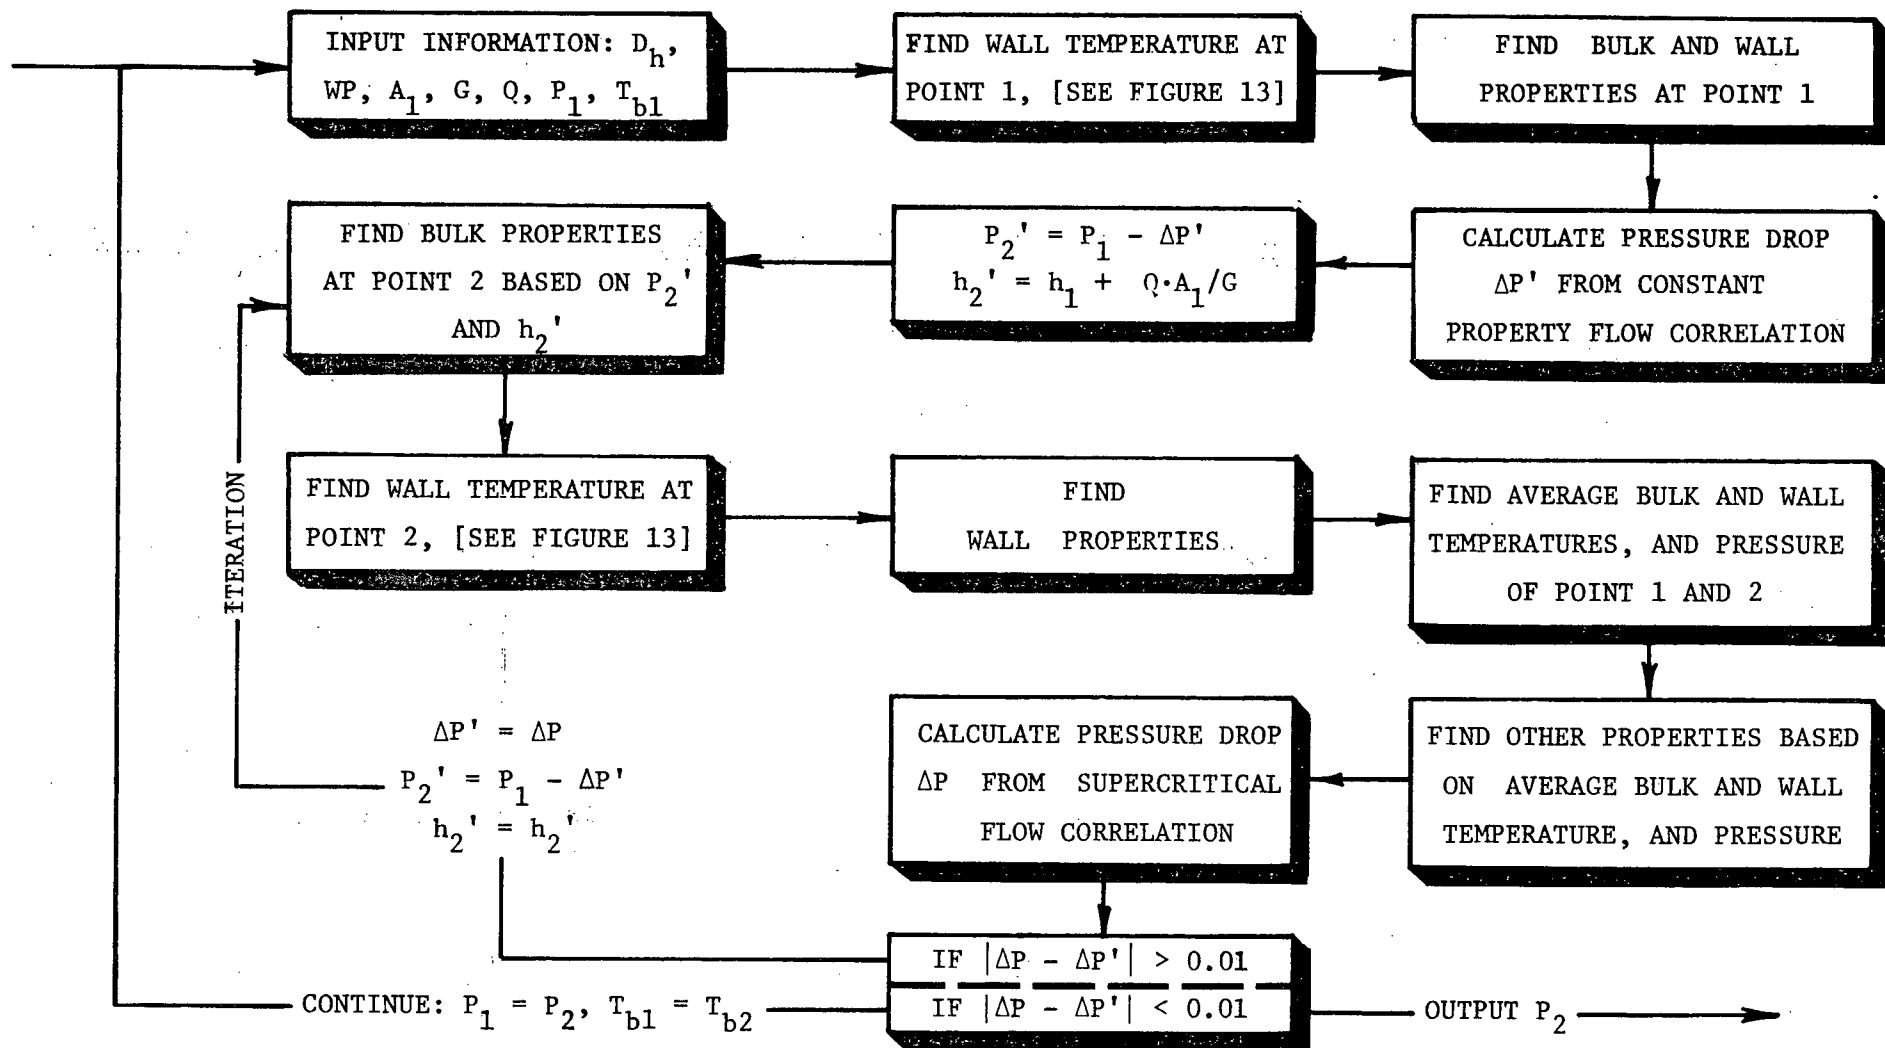 INPUT INFORMATION: D_h,
WP, A_1, G, Q, P_1, T_b1
FIND WALL TEMPERATURE AT
POINT 1, [SEE FIGURE 13]
FIND BULK AND WALL
PROPERTIES AT POINT 1
CALCULATE PRESSURE DROP
ΔP' FROM CONSTANT
PROPERTY FLOW CORRELATION
P_2' = P_1 - ΔP'
h_2' = h_1 + Q·A_1/G
FIND BULK PROPERTIES
AT POINT 2 BASED ON P_2'
AND h_2'
FIND WALL TEMPERATURE AT
POINT 2, [SEE FIGURE 13]
FIND
WALL PROPERTIES
FIND AVERAGE BULK AND WALL
TEMPERATURES, AND PRESSURE
OF POINT 1 AND 2
FIND OTHER PROPERTIES BASED
ON AVERAGE BULK AND WALL
TEMPERATURE, AND PRESSURE
CALCULATE PRESSURE DROP
ΔP FROM SUPERCRITICAL
FLOW CORRELATION
IF |ΔP - ΔP'| > 0.01
IF |ΔP - ΔP'| < 0.01
ΔP' = ΔP
P_2' = P_1 - ΔP'
h_2' = h_2'
ITERATION
CONTINUE: P_1 = P_2, T_b1 = T_b2
OUTPUT P_2